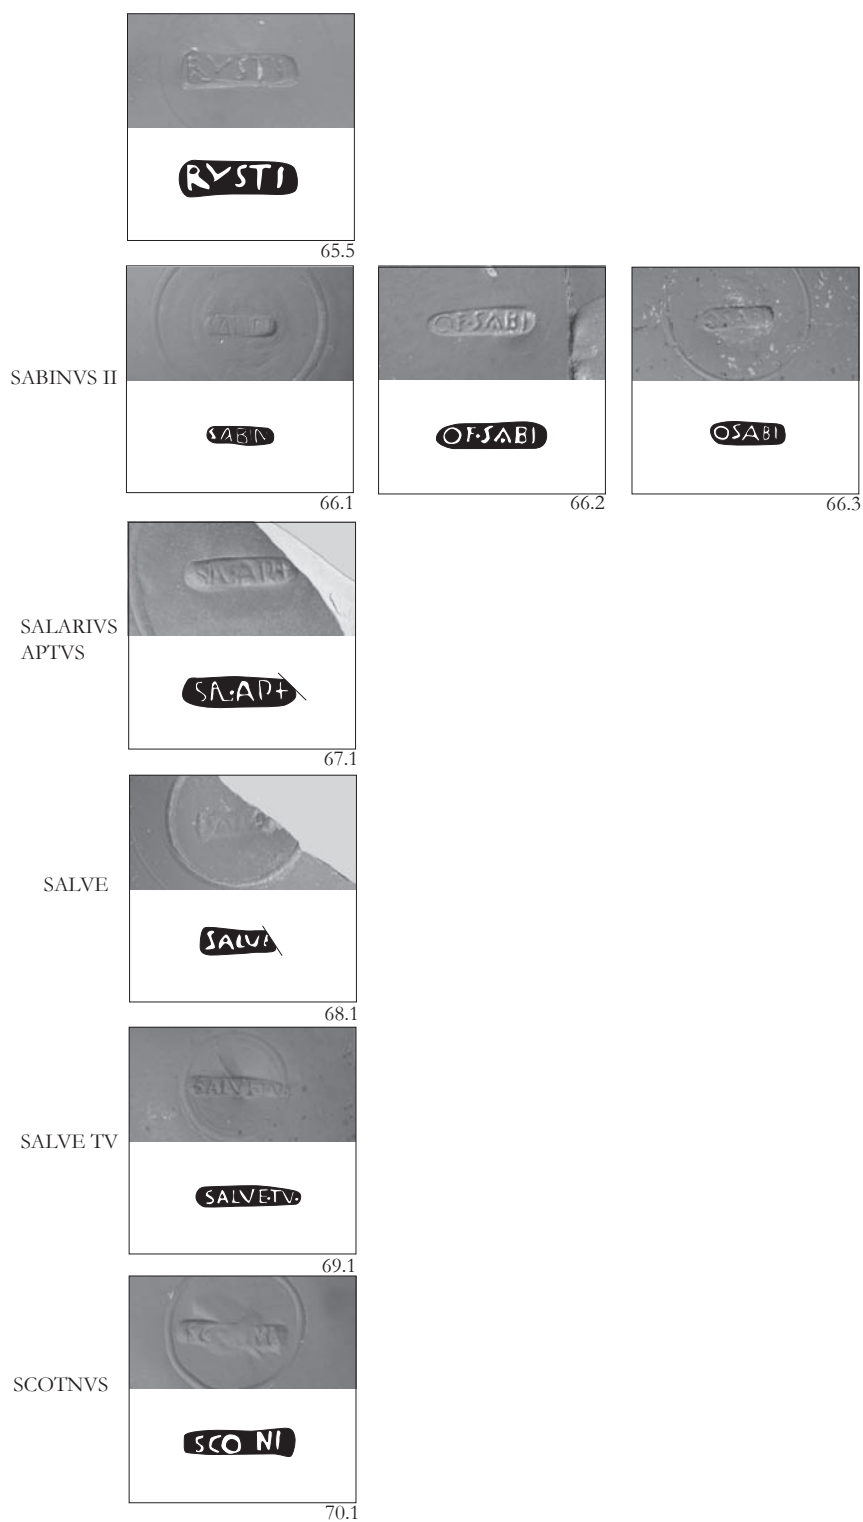 RVSTI
65.5
SABINVS II
SABIN
66.1
OF·SABI
66.2
OSABI
66.3
SALARIVS
APTVS
SA·APT
67.1
SALVE
SALV
68.1
SALVE TV
SALVE·TV·
69.1
SCOTNVS
SCO NI
70.1